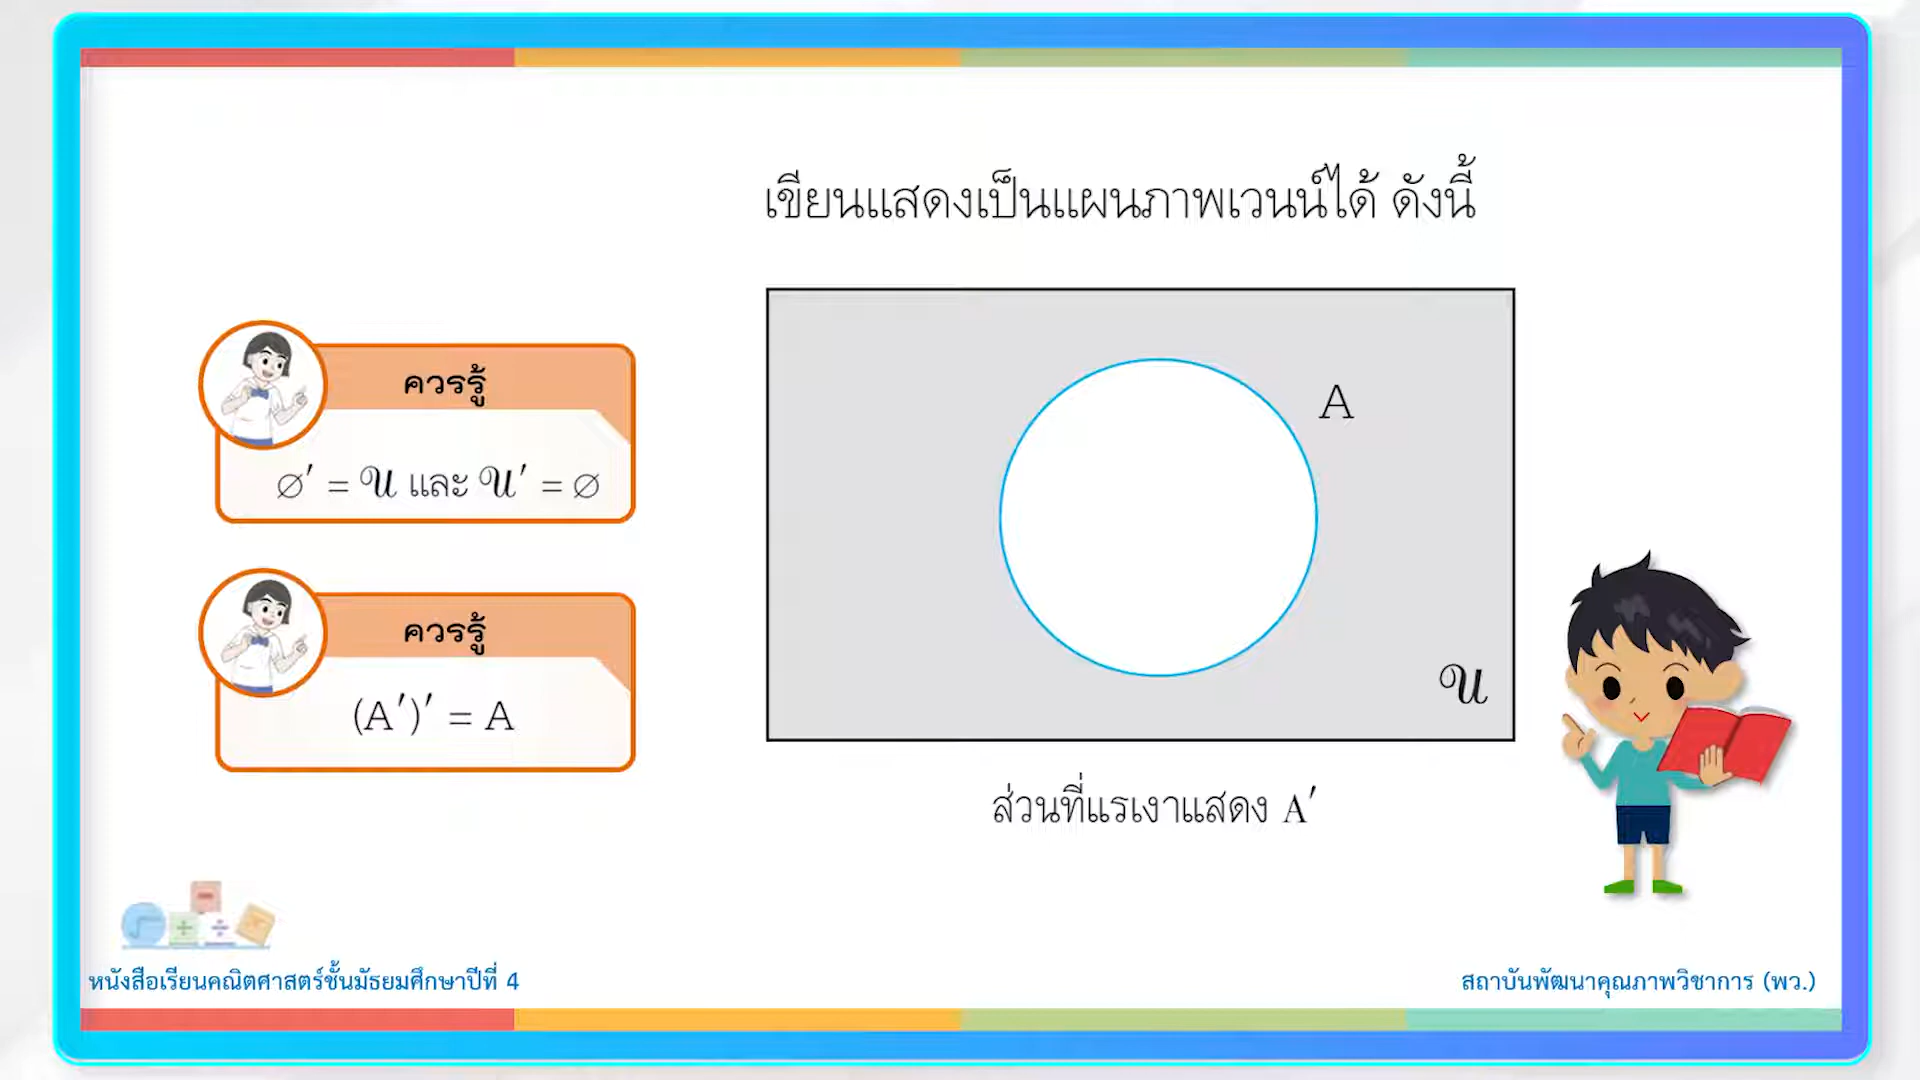 เขียนแสดงเป็นแผนภาพเวนน์ได้ ดังนี้
ควรรู้
∅′ = 𝒰 และ 𝒰′ = ∅
ควรรู้
(A′)′ = A
A
𝒰
ส่วนที่แรเงาแสดง A′
หนังสือเรียนคณิตศาสตร์ชั้นมัธยมศึกษาปีที่ 4
สถาบันพัฒนาคุณภาพวิชาการ (พว.)